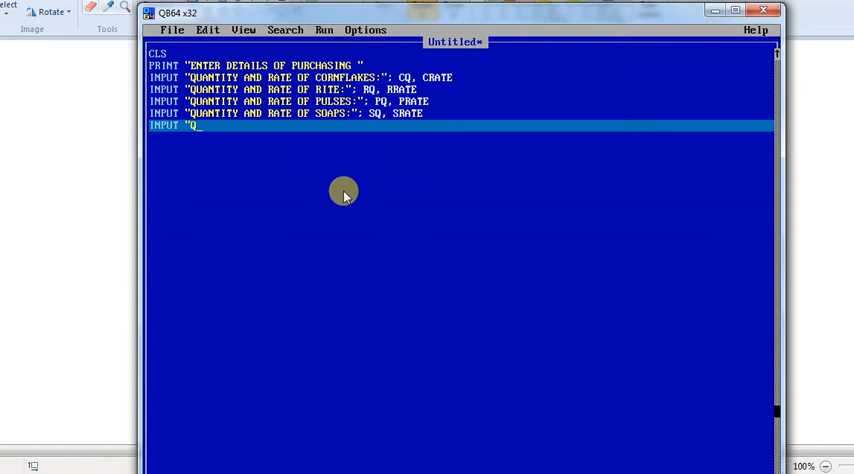 elect
Image
Rotate
Tools
QB64 x32
File Edit View Search Run Options Help
Untitled*
CLS
PRINT "ENTER DETAILS OF PURCHASING "
INPUT "QUANTITY AND RATE OF CORNFLAKES:"; CQ, CRATE
INPUT "QUANTITY AND RATE OF RITE:"; RQ, RRATE
INPUT "QUANTITY AND RATE OF PULSES:"; PQ, PRATE
INPUT "QUANTITY AND RATE OF SOAPS:"; SQ, SRATE
INPUT "Q_
100%